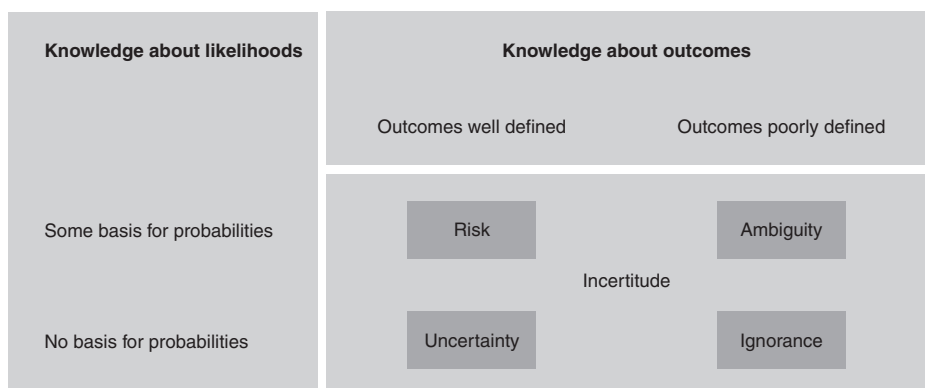 Knowledge about likelihoods
Knowledge about outcomes
Outcomes well defined
Outcomes poorly defined
Some basis for probabilities
Risk
Ambiguity
Incertitude
No basis for probabilities
Uncertainty
Ignorance